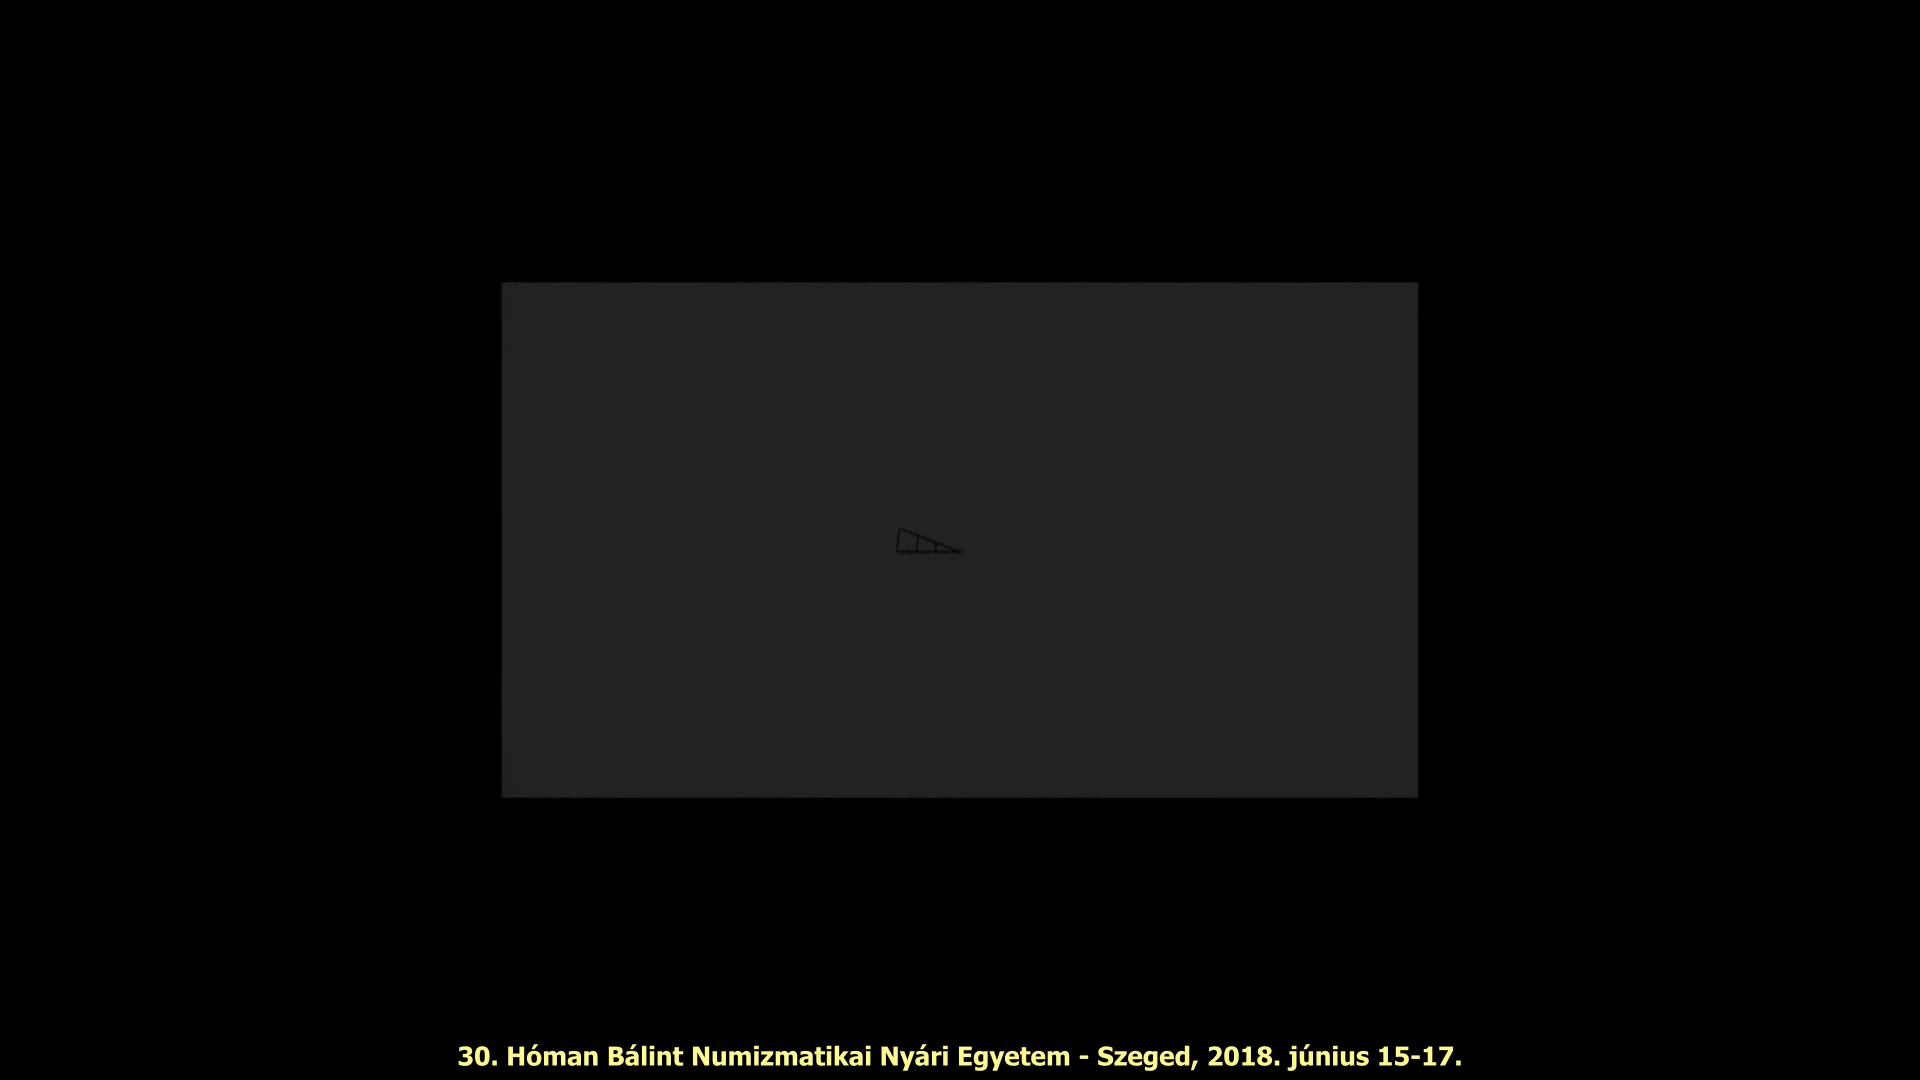 30. Hóman Bálint Numizmatikai Nyári Egyetem - Szeged, 2018. június 15-17.